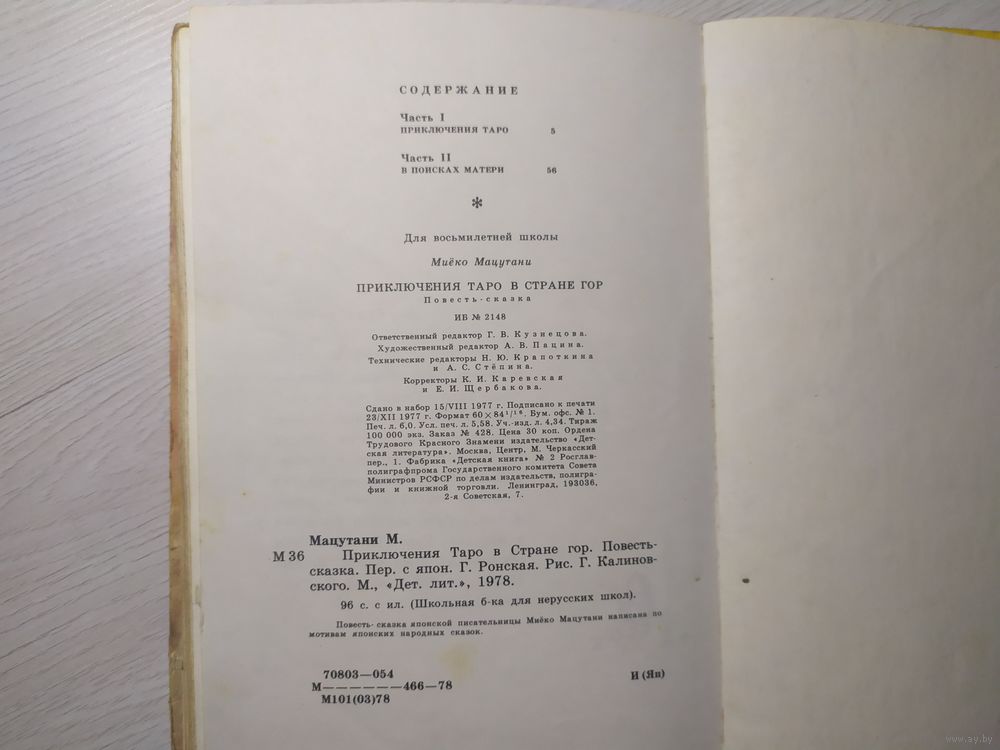 СОДЕРЖАНИЕ
Часть I
ПРИКЛЮЧЕНИЯ ТАРО 5
Часть II
В ПОИСКАХ МАТЕРИ 56
*
Для восьмилетней школы
Миёко Мацутани
ПРИКЛЮЧЕНИЯ ТАРО В СТРАНЕ ГОР
Повесть-сказка
ИБ № 2148
Ответственный редактор Г. В. Кузнецова.
Художественный редактор А. В. Пацина.
Технические редакторы Н. Ю. Крапоткина
и А. С. Стёпина.
Корректоры К. И. Каревская
и Е. И. Щербакова.
Сдано в набор 15/VIII 1977 г. Подписано к печати
23/XII 1977 г. Формат 60×84¹/₁₆. Бум. офс. № 1.
Печ. л. 6,0. Усл. печ. л. 5,58. Уч.-изд. л. 4,34. Тираж
100 000 экз. Заказ № 428. Цена 30 коп. Ордена
Трудового Красного Знамени издательство «Дет-
ская литература». Москва, Центр, М. Черкасский
пер., 1. Фабрика «Детская книга» № 2 Росглав-
полиграфпрома Государственного комитета Совета
Министров РСФСР по делам издательств, полигра-
фии и книжной торговли. Ленинград, 193036,
2-я Советская, 7.
Мацутани М.
М 36 Приключения Таро в Стране гор. Повесть-
сказка. Пер. с япон. Г. Ронская. Рис. Г. Калинов-
ского. М., «Дет. лит.», 1978.
96 с. с ил. (Школьная б-ка для нерусских школ).
Повесть-сказка японской писательницы Миёко Мацутани написана по
мотивам японских народных сказок.
70803—054
М——————466—78
М101(03)78
И (Яп)
www.ay.by